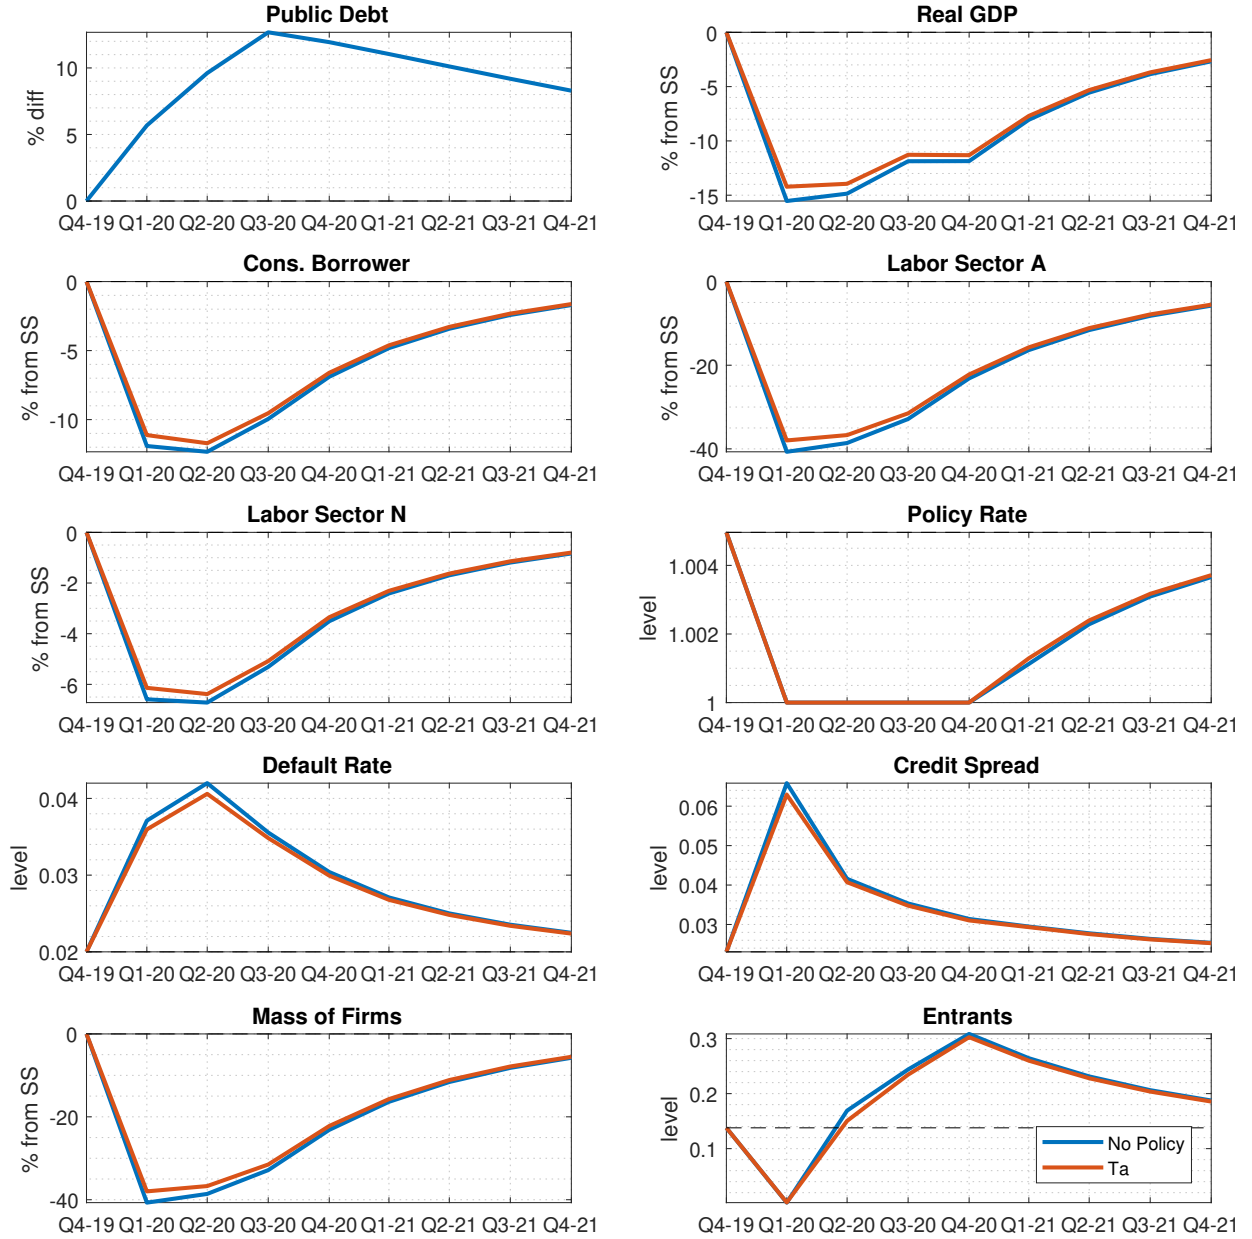 Public Debt
% diff
10
5
0
Q4-19 Q1-20 Q2-20 Q3-20 Q4-20 Q1-21 Q2-21 Q3-21 Q4-21
Real GDP
% from SS
0
-5
-10
-15
Q4-19 Q1-20 Q2-20 Q3-20 Q4-20 Q1-21 Q2-21 Q3-21 Q4-21
Cons. Borrower
% from SS
0
-5
-10
Q4-19 Q1-20 Q2-20 Q3-20 Q4-20 Q1-21 Q2-21 Q3-21 Q4-21
Labor Sector A
% from SS
0
-20
-40
Q4-19 Q1-20 Q2-20 Q3-20 Q4-20 Q1-21 Q2-21 Q3-21 Q4-21
Labor Sector N
% from SS
0
-2
-4
-6
Q4-19 Q1-20 Q2-20 Q3-20 Q4-20 Q1-21 Q2-21 Q3-21 Q4-21
Policy Rate
level
1.004
1.002
1
Q4-19 Q1-20 Q2-20 Q3-20 Q4-20 Q1-21 Q2-21 Q3-21 Q4-21
Default Rate
level
0.04
0.03
0.02
Q4-19 Q1-20 Q2-20 Q3-20 Q4-20 Q1-21 Q2-21 Q3-21 Q4-21
Credit Spread
level
0.06
0.05
0.04
0.03
Q4-19 Q1-20 Q2-20 Q3-20 Q4-20 Q1-21 Q2-21 Q3-21 Q4-21
Mass of Firms
% from SS
0
-20
-40
Q4-19 Q1-20 Q2-20 Q3-20 Q4-20 Q1-21 Q2-21 Q3-21 Q4-21
Entrants
level
0.3
0.2
0.1
No Policy
Ta
Q4-19 Q1-20 Q2-20 Q3-20 Q4-20 Q1-21 Q2-21 Q3-21 Q4-21